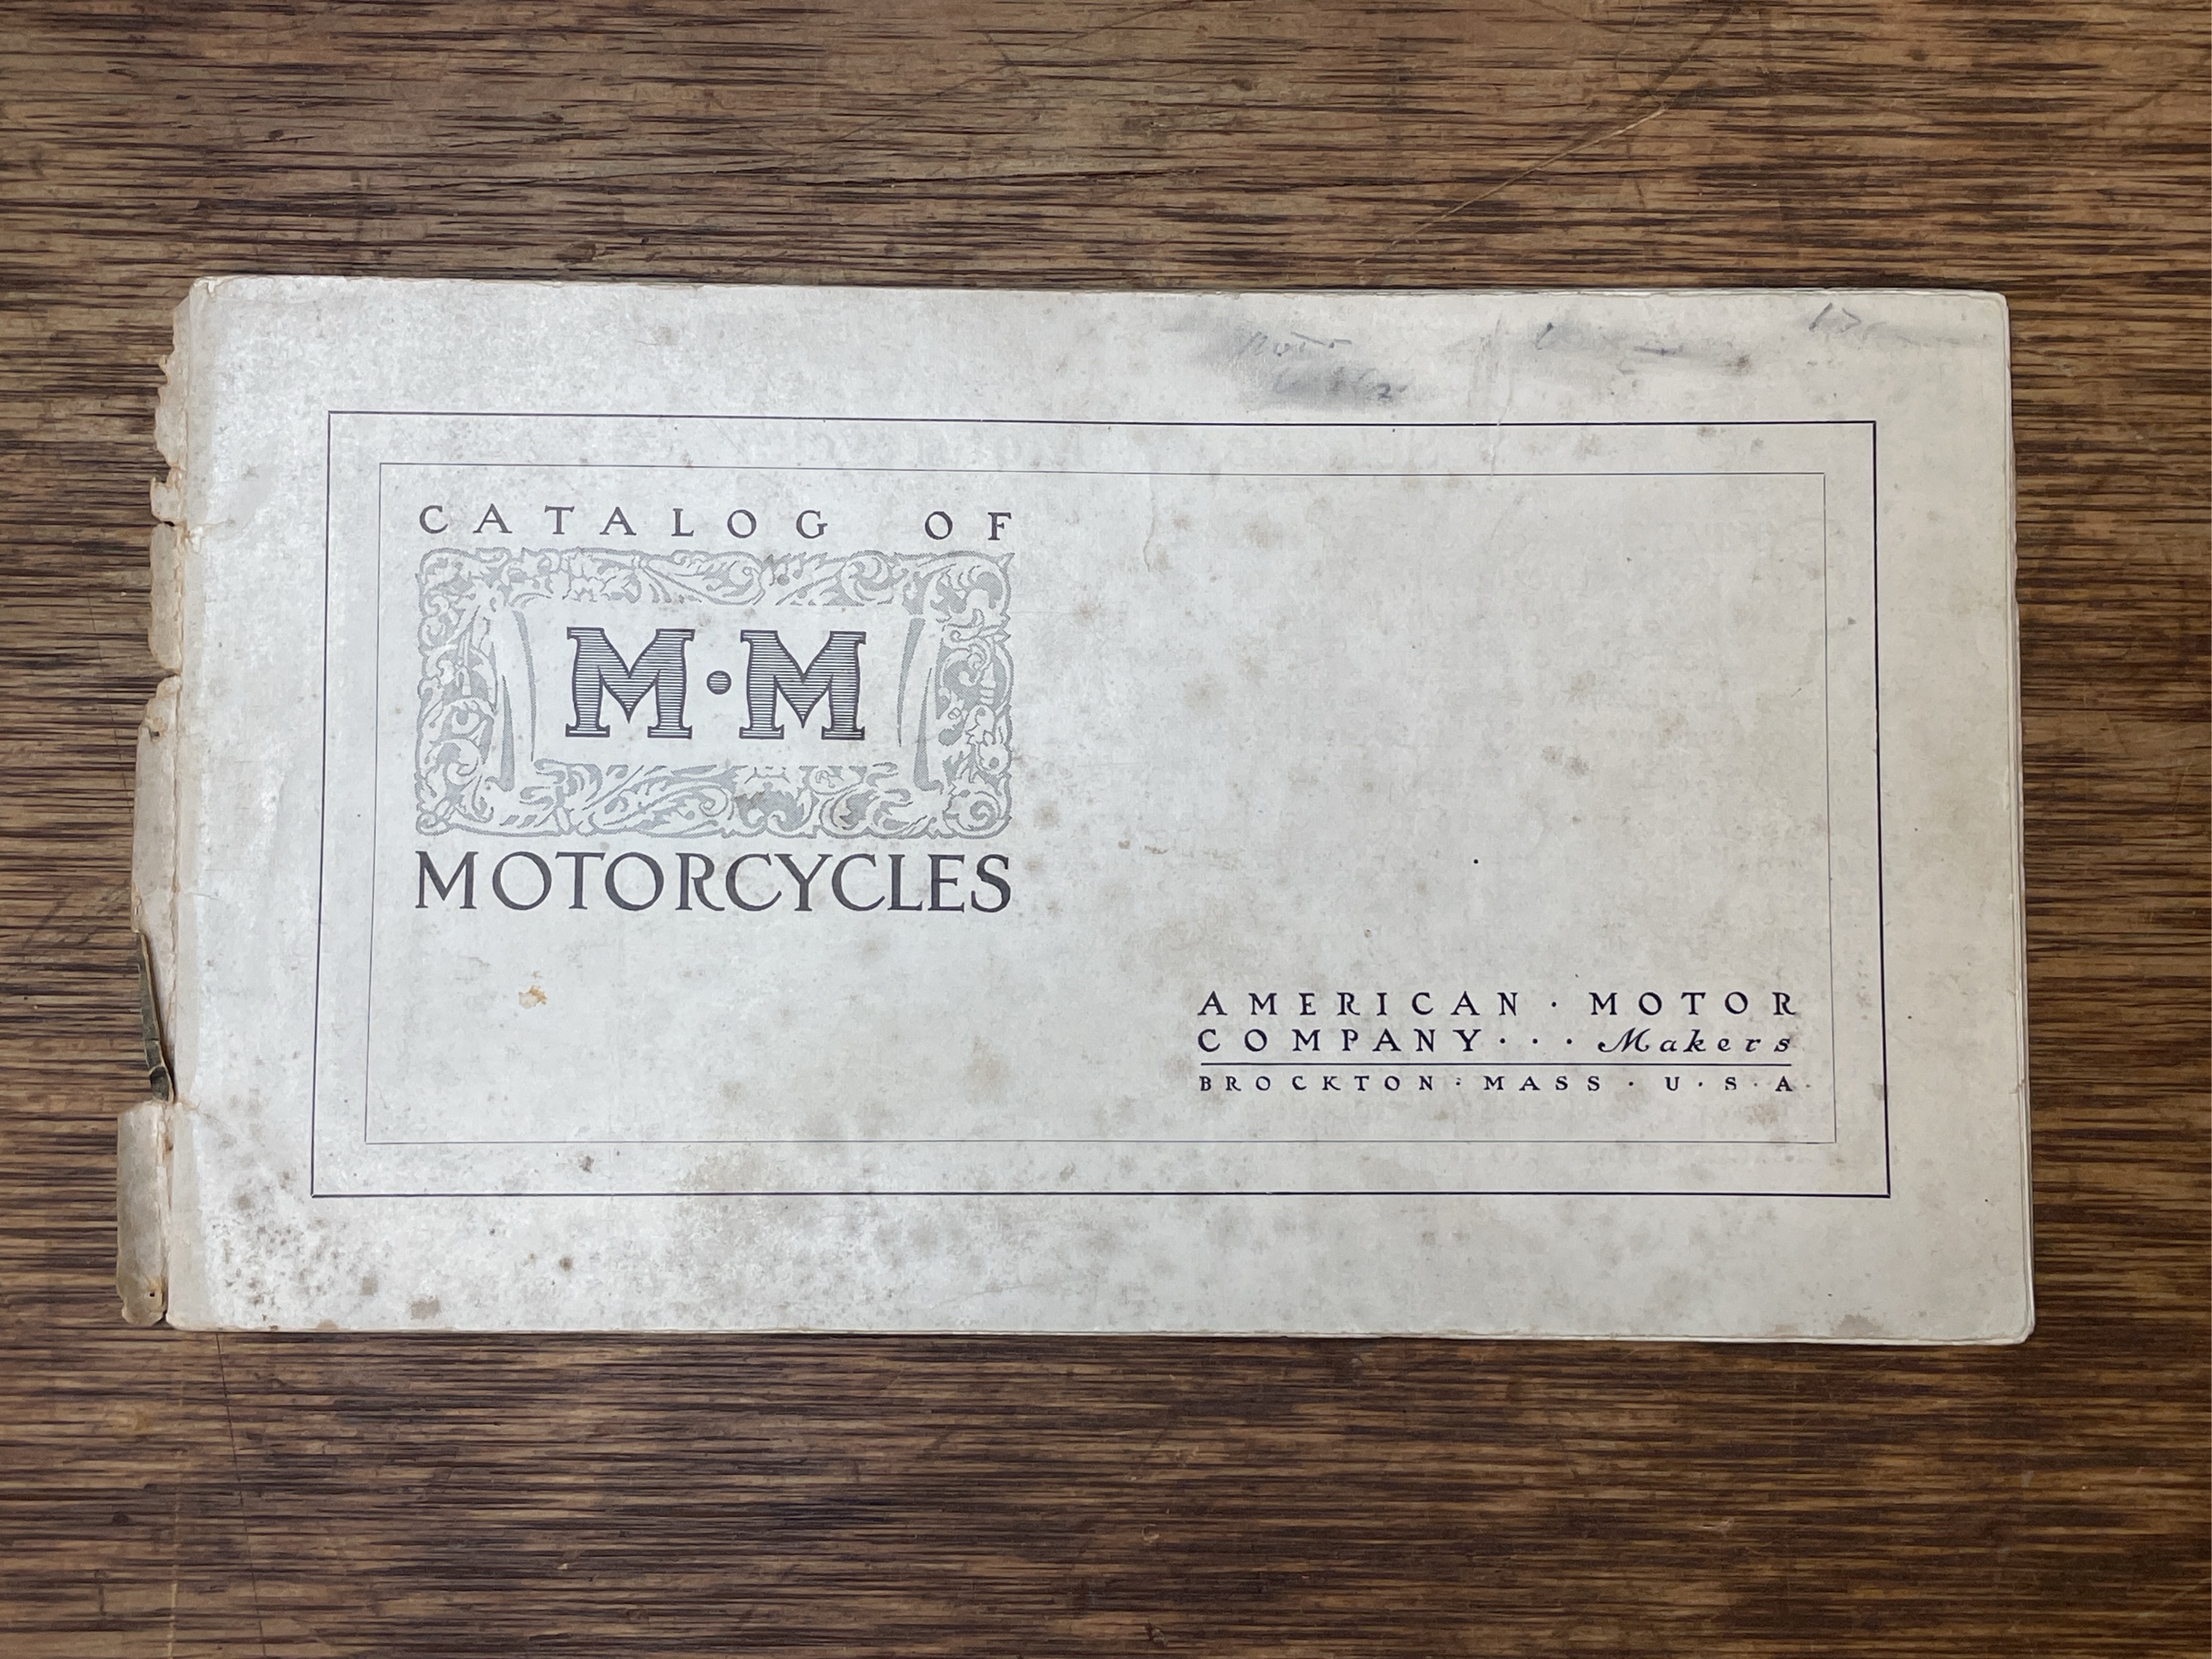 CATALOG OF
M·M
MOTORCYCLES
AMERICAN · MOTOR
COMPANY · · · Makers
BROCKTON · MASS · U · S · A ·